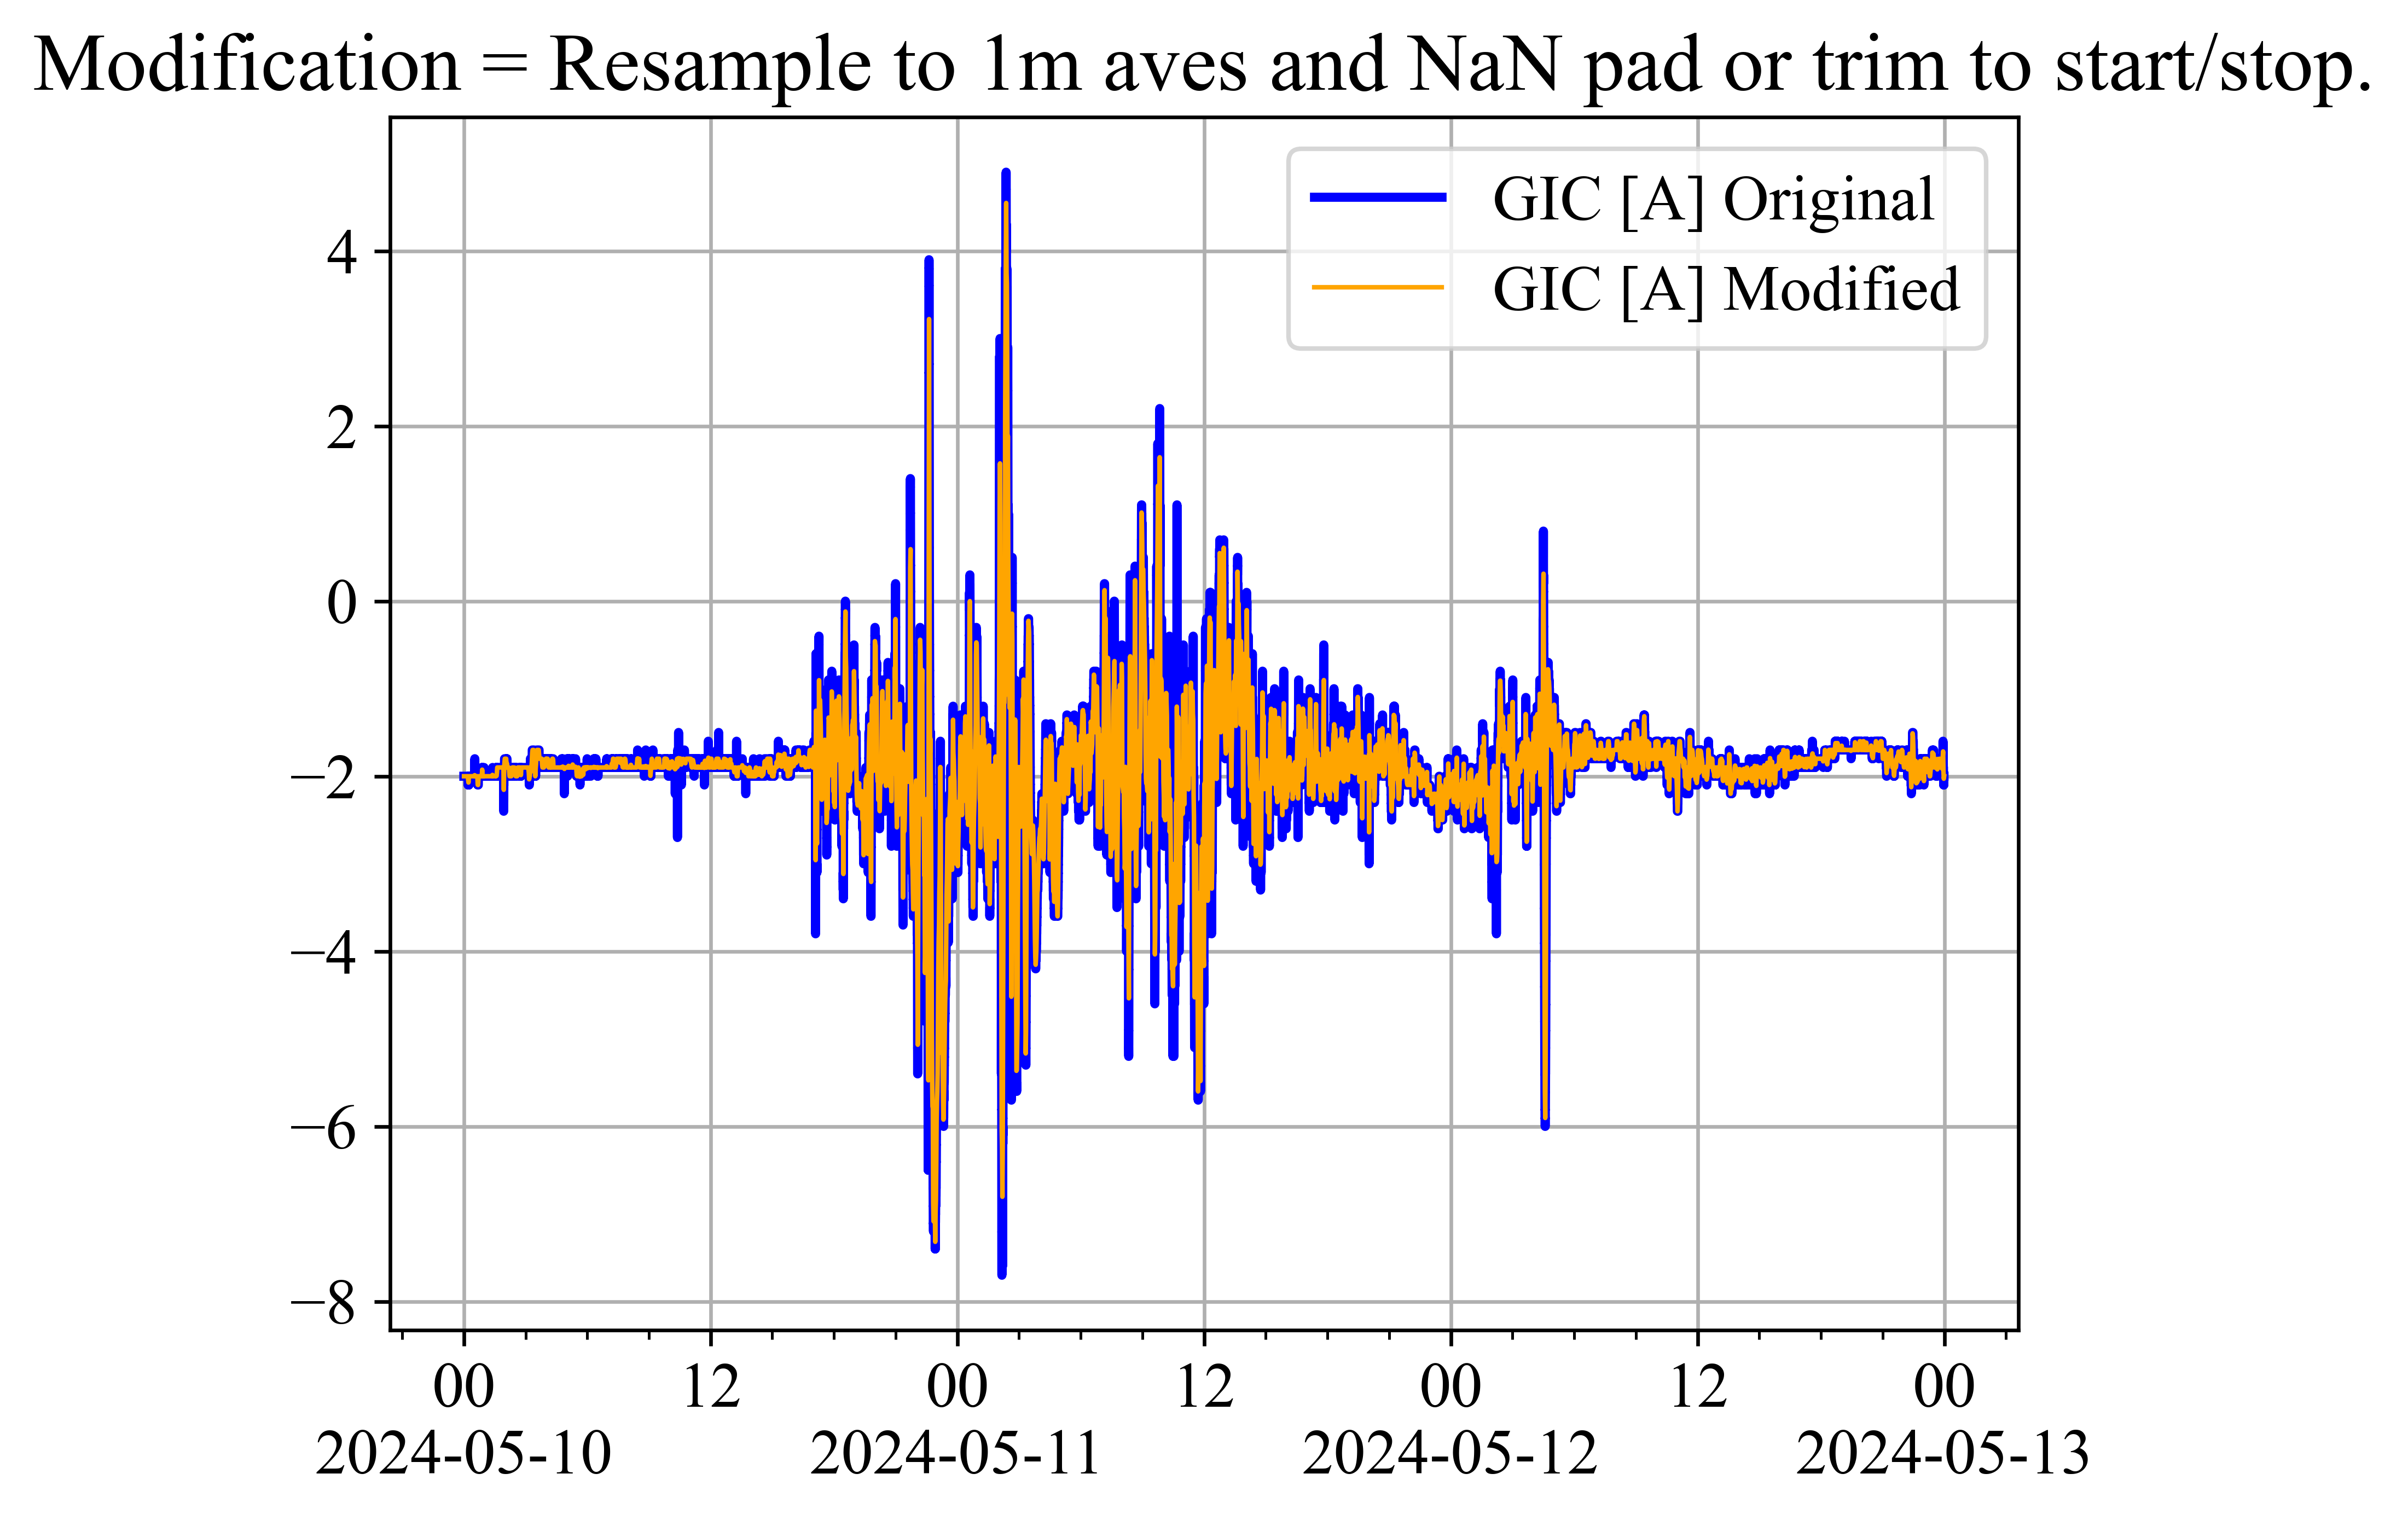 Modification = Resample to 1m aves and NaN pad or trim to start/stop.
GIC [A] Original
GIC [A] Modified
4
2
0
−2
−4
−6
−8
00 12 00 12 00 12 00
2024-05-10 2024-05-11 2024-05-12 2024-05-13